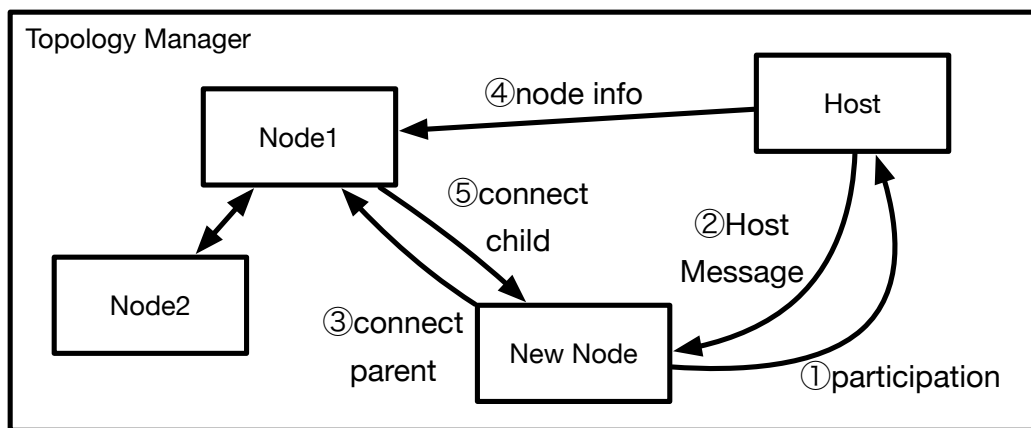 Topology Manager
④node info
Host
Node1
⑤connect
child
②Host
Message
Node2
③connect
parent
New Node
①participation